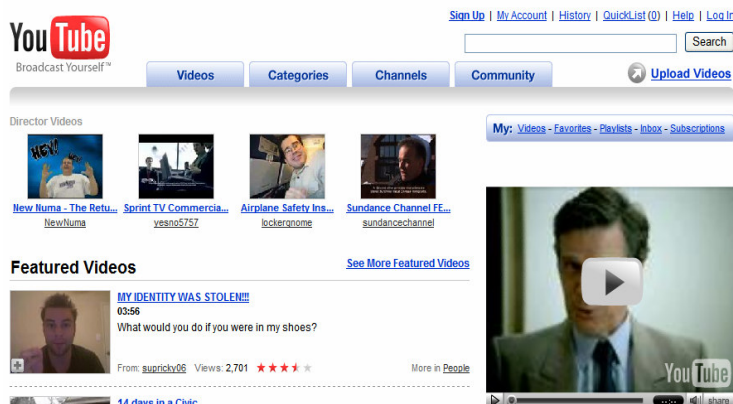 Sign Up | My Account | History | QuickList (0) | Help | Log In
YouTube
Broadcast Yourself™
Search
Videos
Categories
Channels
Community
Upload Videos
Director Videos
My: Videos - Favorites - Playlists - Inbox - Subscriptions
HEY! HEY!
New Numa - The Retu... Sprint TV Commercia... Airplane Safety Ins... Sundance Channel FE...
NewNuma yesno5757 lockergnome sundancechannel
Featured Videos
See More Featured Videos
MY IDENTITY WAS STOLEN!!!
03:56
What would you do if you were in my shoes?
From: supricky06 Views: 2,701
More in People
YouTube
14 days in a Civic
share